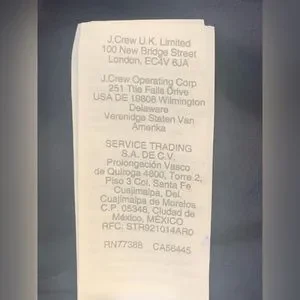 J.Crew U.K. Limited
100 New Bridge Street
London, EC4V 6JA
J.Crew Operating Corp
251 The Falls Drive
USA DE 19808 Wilmington
Delaware
Verenidge Staten Van
Amerika
SERVICE TRADING
S.A. DE C.V.
Prolongación Vasco
de Quiroga 4800, Torre 2,
Piso 3 Col. Santa Fe
Cuajimalpa, Del.
Cuajimalpa de Morelos
C.P. 05348, Ciudad de
México, MÉXICO
RFC: STR921014AR0
RN77388 CA56445